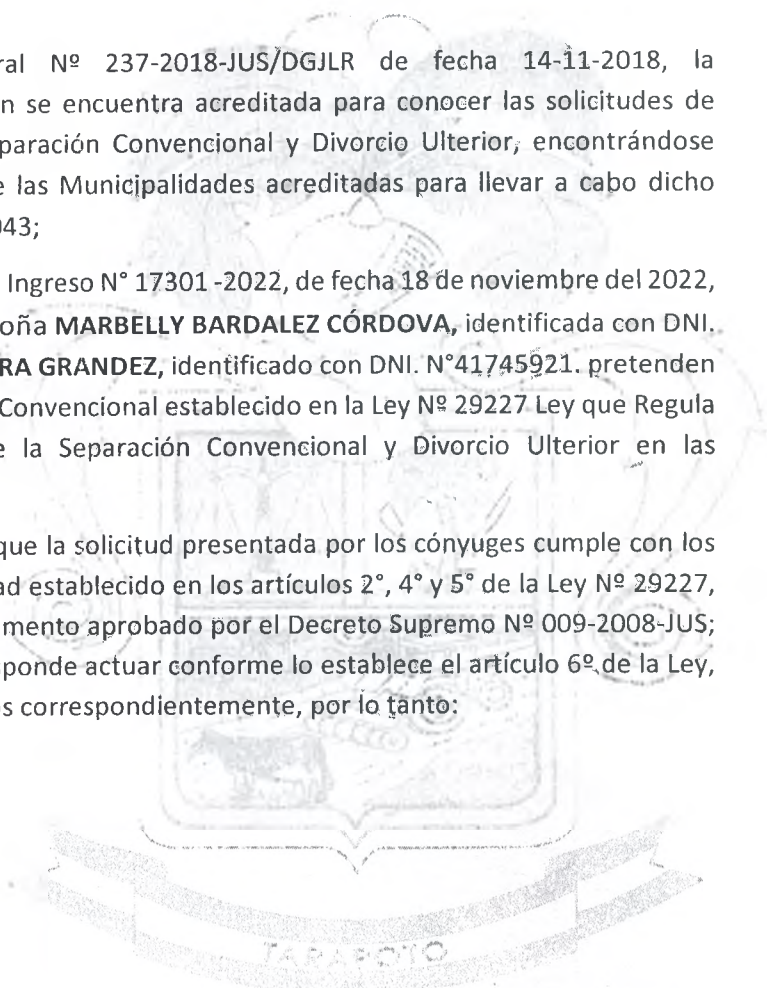 ral Nº 237-2018-JUS/DGJLR de fecha 14-11-2018, la
n se encuentra acreditada para conocer las solicitudes de
paración Convencional y Divorcio Ulterior, encontrándose
e las Municipalidades acreditadas para llevar a cabo dicho
043;
Ingreso N° 17301 -2022, de fecha 18 de noviembre del 2022,
oña MARBELLY BARDALEZ CÓRDOVA, identificada con DNI.
RA GRANDEZ, identificado con DNI. N°41745921. pretenden
Convencional establecido en la Ley Nº 29227 Ley que Regula
e la Separación Convencional y Divorcio Ulterior en las
que la solicitud presentada por los cónyuges cumple con los
ad establecido en los artículos 2°, 4° y 5° de la Ley Nº 29227,
amento aprobado por el Decreto Supremo Nº 009-2008-JUS;
sponde actuar conforme lo establece el artículo 6º de la Ley,
os correspondientemente, por lo tanto:
TARAPOTO